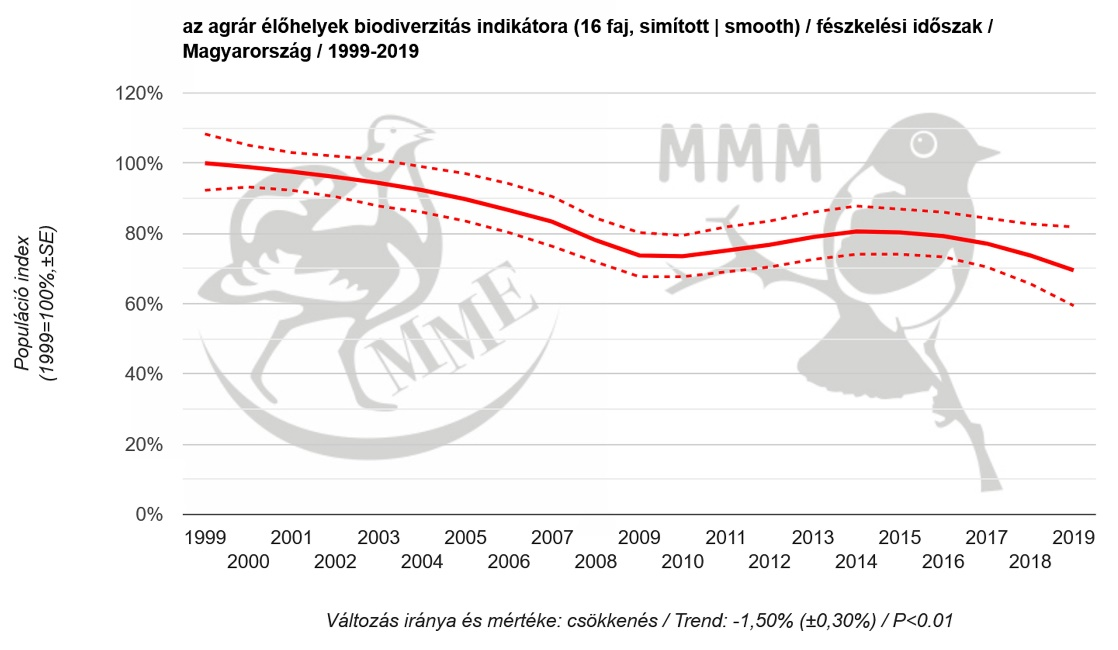 az agrár élőhelyek biodiverzitás indikátora (16 faj, simított | smooth) / fészkelési időszak /
Magyarország / 1999-2019
120%
100%
80%
60%
40%
20%
0%
Populáció index
(1999=100%,±SE)
MME
MMM
1999 2001 2003 2005 2007 2009 2011 2013 2015 2017 2019
2000 2002 2004 2006 2008 2010 2012 2014 2016 2018
Változás iránya és mértéke: csökkenés / Trend: -1,50% (±0,30%) / P<0.01